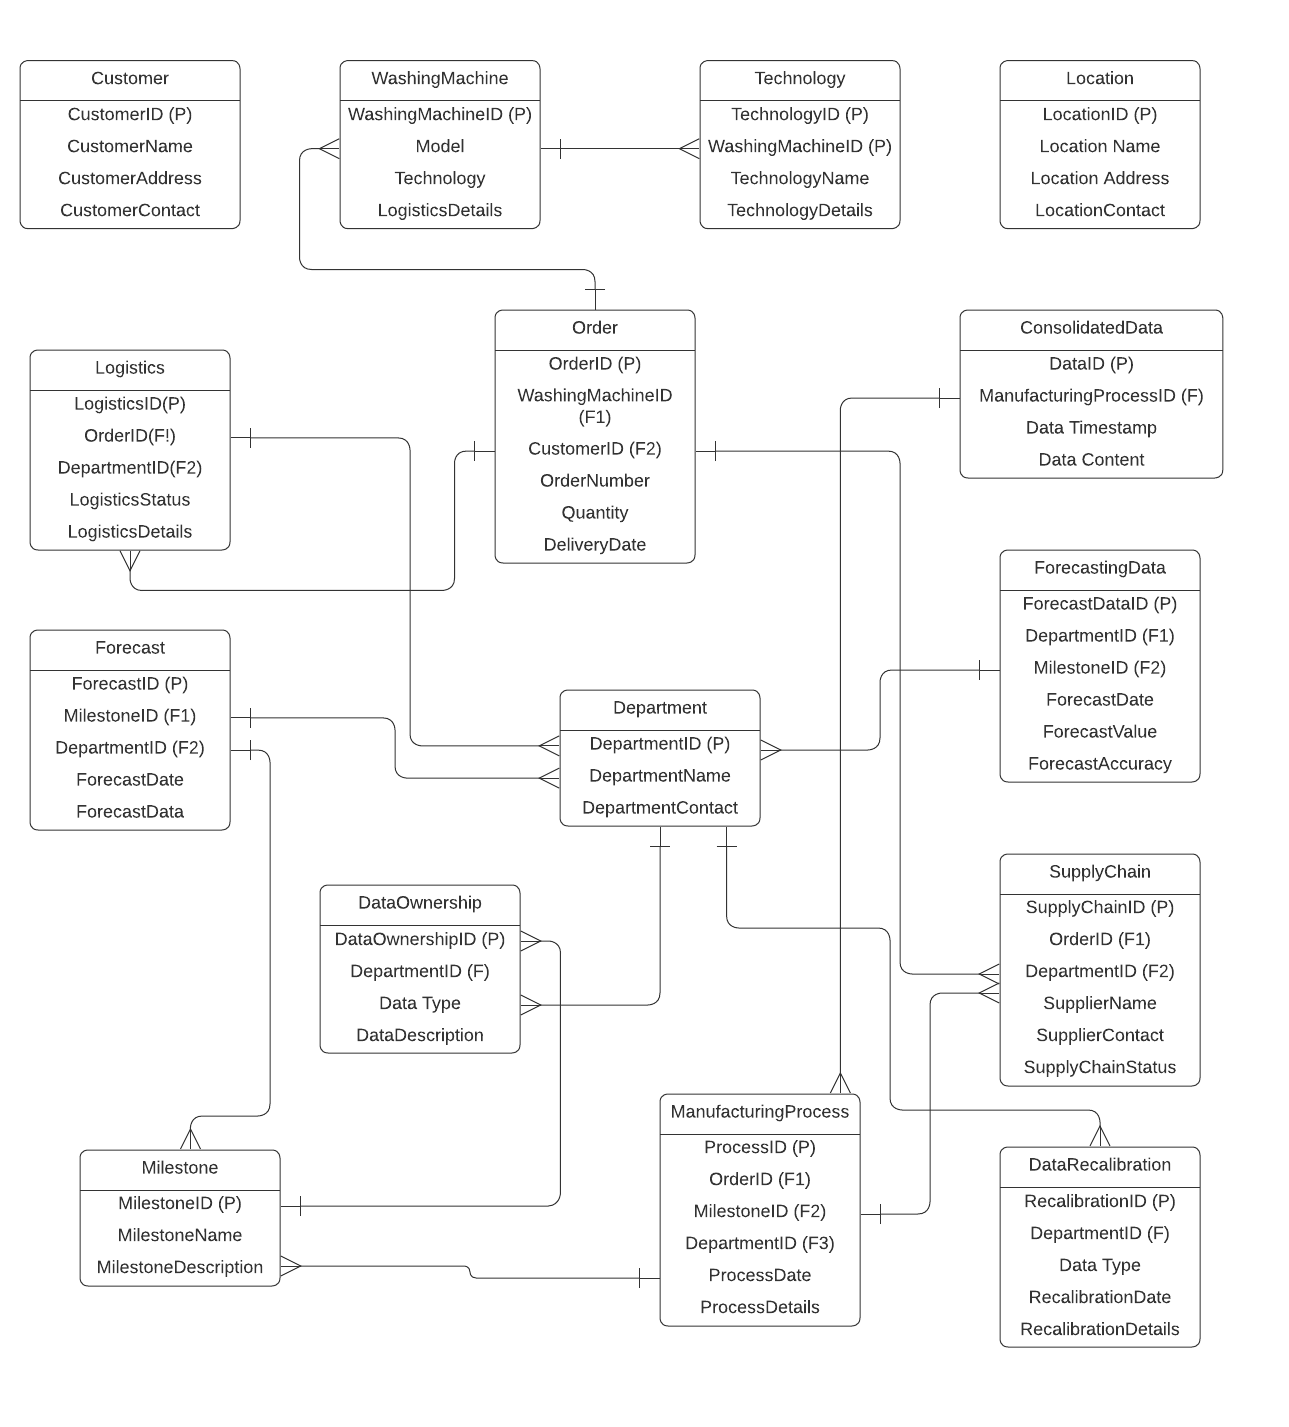 Customer
CustomerID (P)
CustomerName
CustomerAddress
CustomerContact
WashingMachine
WashingMachineID (P)
Model
Technology
LogisticsDetails
Technology
TechnologyID (P)
WashingMachineID (P)
TechnologyName
TechnologyDetails
Location
LocationID (P)
Location Name
Location Address
LocationContact
Order
OrderID (P)
WashingMachineID
(F1)
CustomerID (F2)
OrderNumber
Quantity
DeliveryDate
ConsolidatedData
DataID (P)
ManufacturingProcessID (F)
Data Timestamp
Data Content
Logistics
LogisticsID(P)
OrderID(F!)
DepartmentID(F2)
LogisticsStatus
LogisticsDetails
ForecastingData
ForecastDataID (P)
DepartmentID (F1)
MilestoneID (F2)
ForecastDate
ForecastValue
ForecastAccuracy
Forecast
ForecastID (P)
MilestoneID (F1)
DepartmentID (F2)
ForecastDate
ForecastData
Department
DepartmentID (P)
DepartmentName
DepartmentContact
SupplyChain
SupplyChainID (P)
OrderID (F1)
DepartmentID (F2)
SupplierName
SupplierContact
SupplyChainStatus
DataOwnership
DataOwnershipID (P)
DepartmentID (F)
Data Type
DataDescription
ManufacturingProcess
ProcessID (P)
OrderID (F1)
MilestoneID (F2)
DepartmentID (F3)
ProcessDate
ProcessDetails
Milestone
MilestoneID (P)
MilestoneName
MilestoneDescription
DataRecalibration
RecalibrationID (P)
DepartmentID (F)
Data Type
RecalibrationDate
RecalibrationDetails